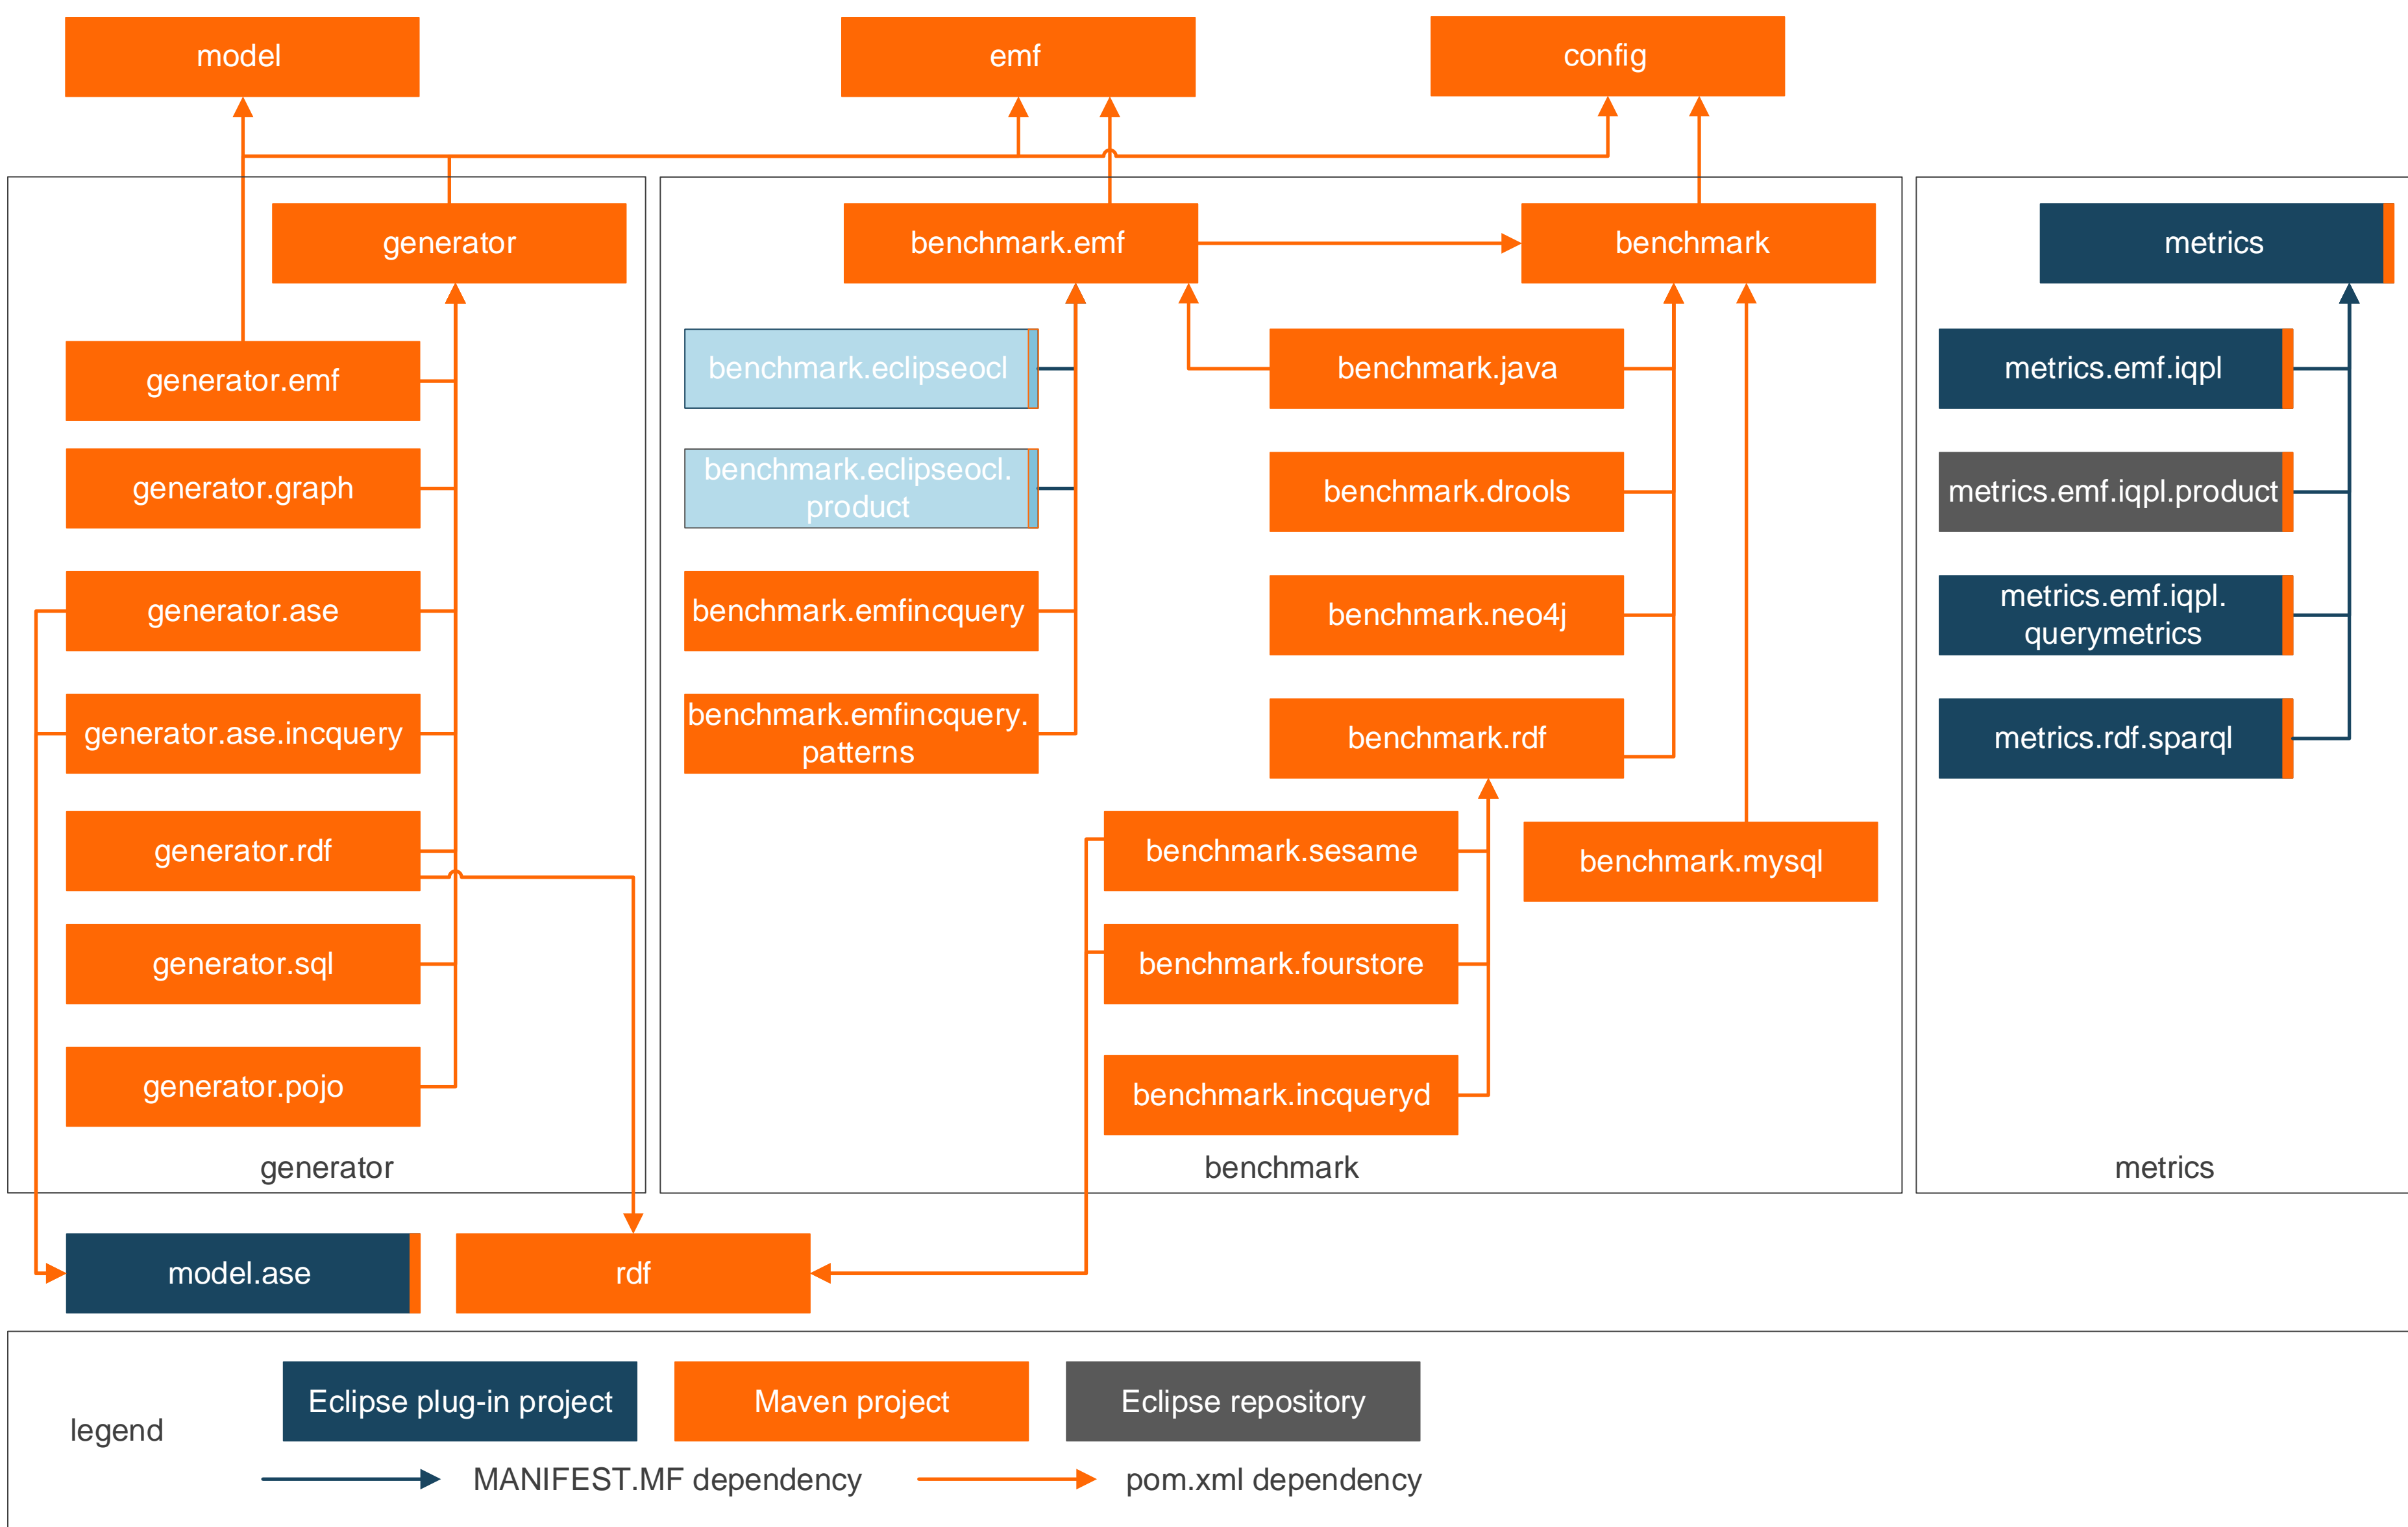 model
emf
config
generator
benchmark.emf
benchmark
metrics
generator.emf
generator.graph
generator.ase
generator.ase.incquery
generator.rdf
generator.sql
generator.pojo
generator
benchmark.eclipseocl
benchmark.eclipseocl.
product
benchmark.emfincquery
benchmark.emfincquery.
patterns
benchmark.java
benchmark.drools
benchmark.neo4j
benchmark.rdf
benchmark.sesame
benchmark.mysql
benchmark.fourstore
benchmark.incqueryd
benchmark
metrics.emf.iqpl
metrics.emf.iqpl.product
metrics.emf.iqpl.
querymetrics
metrics.rdf.sparql
metrics
model.ase
rdf
legend
Eclipse plug-in project
Maven project
Eclipse repository
MANIFEST.MF dependency
pom.xml dependency